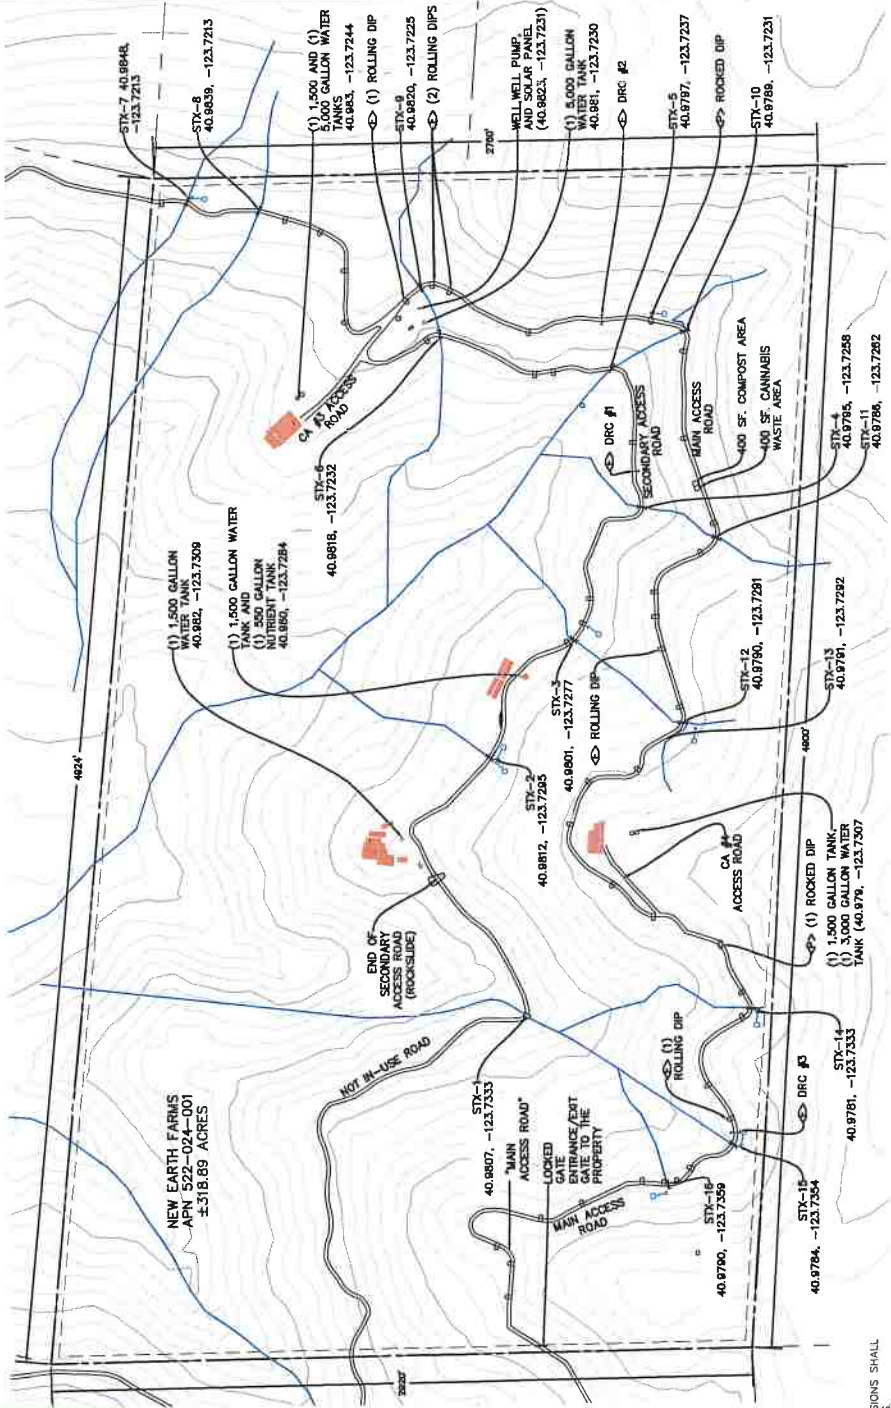 NEW EARTH FARMS
APN 522-024-001
±318.89 ACRES
4924'
2920'
4900'
2760'
NOT IN-USE ROAD
STX-1
40.9807, -123.7333
"MAIN
ACCESS ROAD"
LOCKED
GATE
ENTRANCE/EXIT
GATE TO THE
PROPERTY
MAIN ACCESS
ROAD
STX-16
40.9790, -123.7359
STX-15
40.9784, -123.7354
DRC #3
(1)
ROLLING DIP
STX-14
40.9781, -123.7333
(1) ROCKED DIP
(1) 1,500 GALLON TANK,
(1) 3,000 GALLON WATER
TANK (40.979, -123.7307
CA #4
ACCESS ROAD
END OF
SECONDARY
ACCESS ROAD
(ROCKSLIDE)
(1) 1,500 GALLON
WATER TANK
40.982, -123.7309
(1) 1,500 GALLON WATER
TANK AND
(1) 550 GALLON
NUTRIENT TANK
40.980, -123.7284
STX-2
40.9812, -123.7295
STX-3
40.9801, -123.7277
ROLLING DIP
STX-12
40.9790, -123.7291
STX-13
40.9791, -123.7292
STX-6
40.9818, -123.7232
CA #3 ACCESS
ROAD
DRC #1
SECONDARY ACCESS
ROAD
MAIN ACCESS
ROAD
400 SF. COMPOST AREA
400 SF. CANNABIS
WASTE AREA
STX-4
40.9795, -123.7258
STX-11
40.9786, -123.7262
STX-7 40.9848,
-123.7213
STX-8
40.9839, -123.7213
(1) 1,500 AND (1)
5,000 GALLON WATER
TANKS
40.983, -123.7244
(1) ROLLING DIP
STX-9
40.9820, -123.7225
(2) ROLLING DIPS
WELL, WELL PUMP,
AND SOLAR PANEL
(40.9823, -123.7231)
(1) 5,000 GALLON
WATER TANK
40.981, -123.7230
DRC #2
STX-5
40.9797, -123.7237
ROCKED DIP
STX-10
40.9789, -123.7231
SIONS SHALL